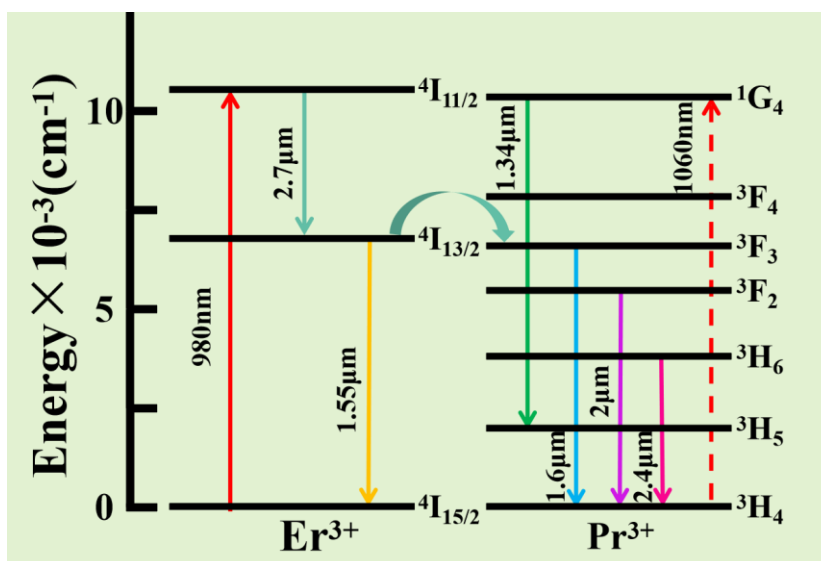 Energy×10⁻³(cm⁻¹)
10
5
0
980nm
2.7μm
1.55μm
⁴I₁₁/₂
⁴I₁₃/₂
⁴I₁₅/₂
Er³⁺
1.34μm
1060nm
1.6μm
2μm
2.4μm
¹G₄
³F₄
³F₃
³F₂
³H₆
³H₅
³H₄
Pr³⁺